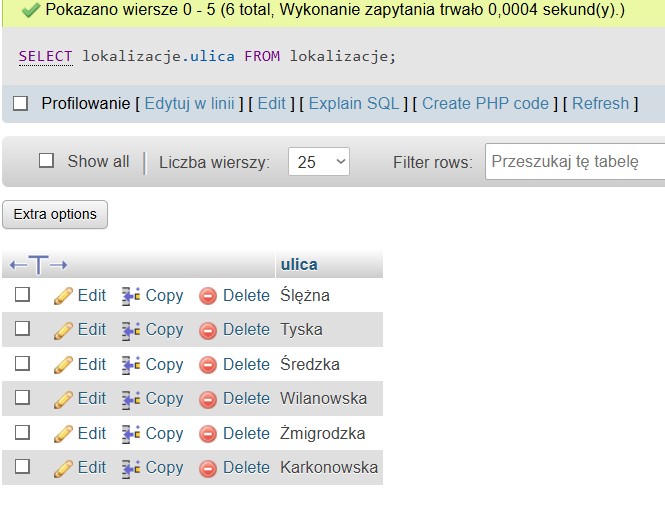 Pokazano wiersze 0 - 5 (6 total, Wykonanie zapytania trwało 0,0004 sekund(y).)
SELECT lokalizacje.ulica FROM lokalizacje;
Profilowanie [ Edytuj w linii ] [ Edit ] [ Explain SQL ] [ Create PHP code ] [ Refresh ]
Show all Liczba wierszy: 25 Filter rows: Przeszukaj tę tabelę
Extra options
ulica
Edit Copy Delete Ślężna
Edit Copy Delete Tyska
Edit Copy Delete Średzka
Edit Copy Delete Wilanowska
Edit Copy Delete Żmigrodzka
Edit Copy Delete Karkonowska